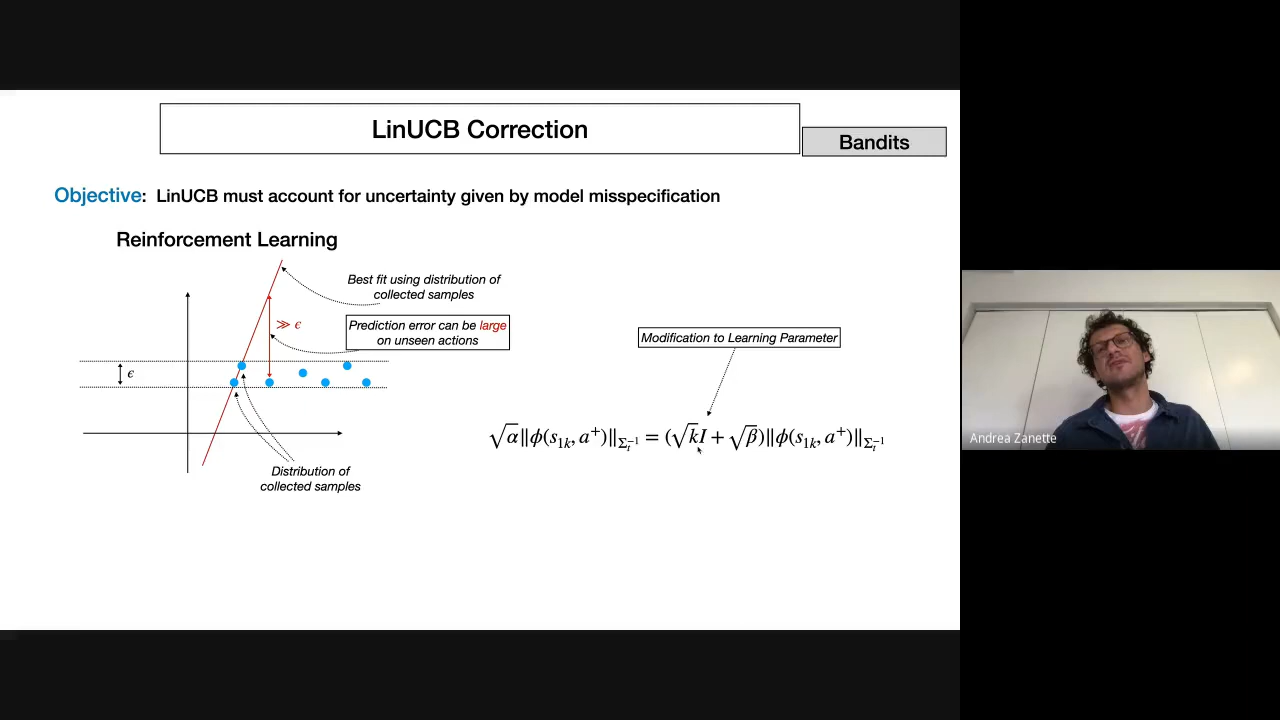 LinUCB Correction
Bandits
Objective: LinUCB must account for uncertainty given by model misspecification
Reinforcement Learning
Best fit using distribution of
collected samples
≫ ϵ
Prediction error can be large
on unseen actions
ϵ
Distribution of
collected samples
Modification to Learning Parameter
√α‖ϕ(s₁ₖ, a⁺)‖_{Σₜ⁻¹} = (√kI + √β)‖ϕ(s₁ₖ, a⁺)‖_{Σₜ⁻¹}
Andrea Zanette